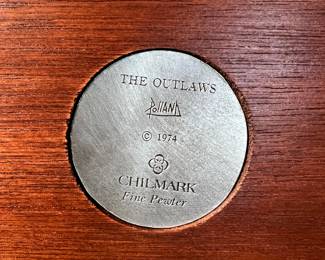 THE OUTLAWS
Polland
© 1974
CHILMARK
Fine Pewter